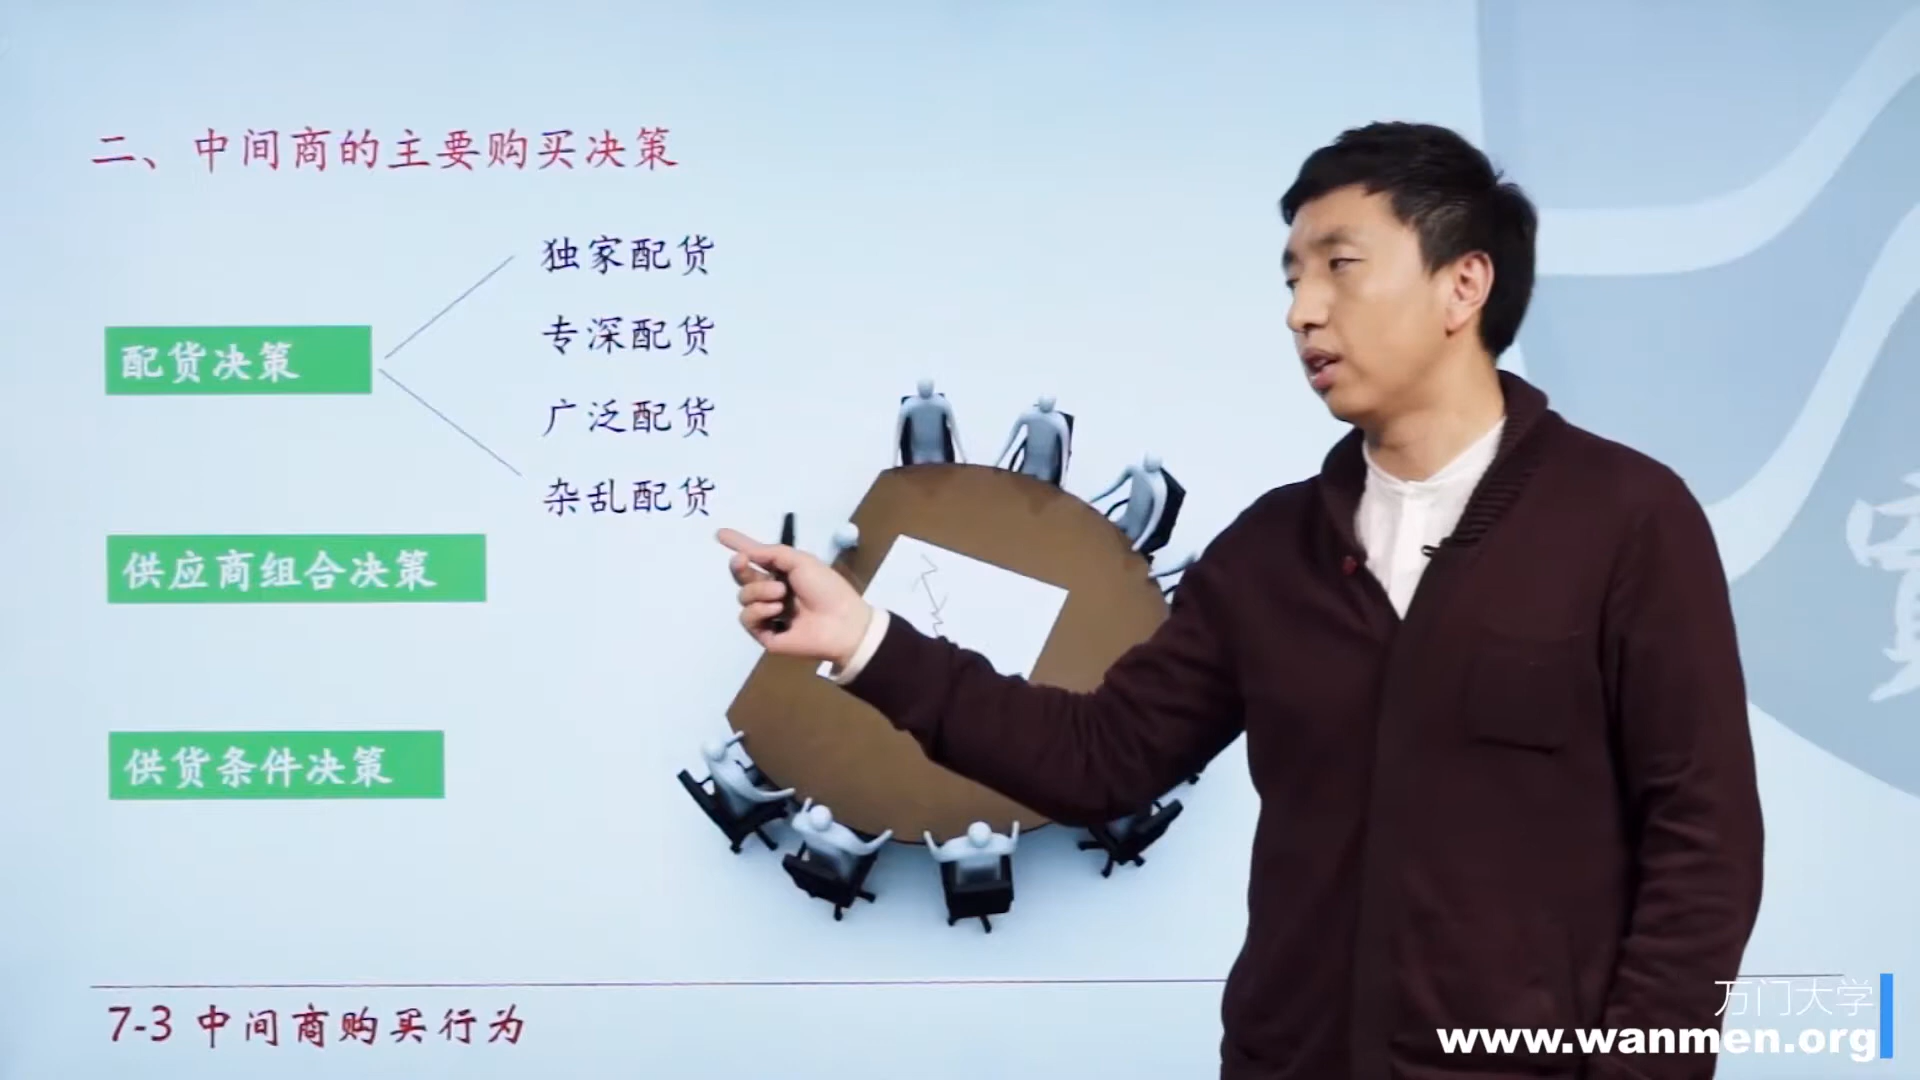 二、中间商的主要购买决策
独家配货
专深配货
广泛配货
杂乱配货
配货决策
供应商组合决策
供货条件决策
7-3 中间商购买行为
万门大学
www.wanmen.org